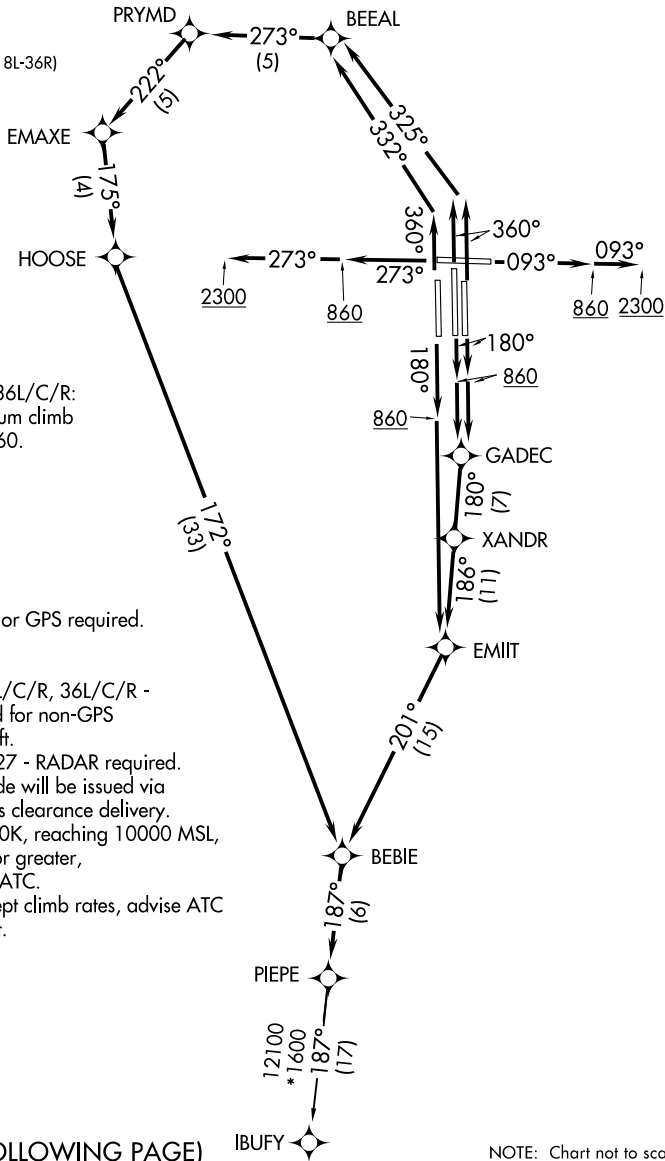 PRYMD
BEEAL
273°
(5)
8L-36R)
222°
(5)
EMAXE
332°
325°
175°
(4)
HOOSE
360°
360°
273°
273°
093°
093°
2300
860
860
2300
180°
180°
860
36L/C/R:
um climb
60.
860
GADEC
180°
(7)
172°
(33)
XANDR
186°
(11)
or GPS required.
EMIIT
L/C/R, 36L/C/R -
d for non-GPS
ft.
27 - RADAR required.
de will be issued via
s clearance delivery.
0K, reaching 10000 MSL,
or greater,
ATC.
ept climb rates, advise ATC
t.
201°
(15)
BEBIE
187°
(6)
PIEPE
12100
*1600
187°
(17)
OLLOWING PAGE)
IBUFY
NOTE: Chart not to sca